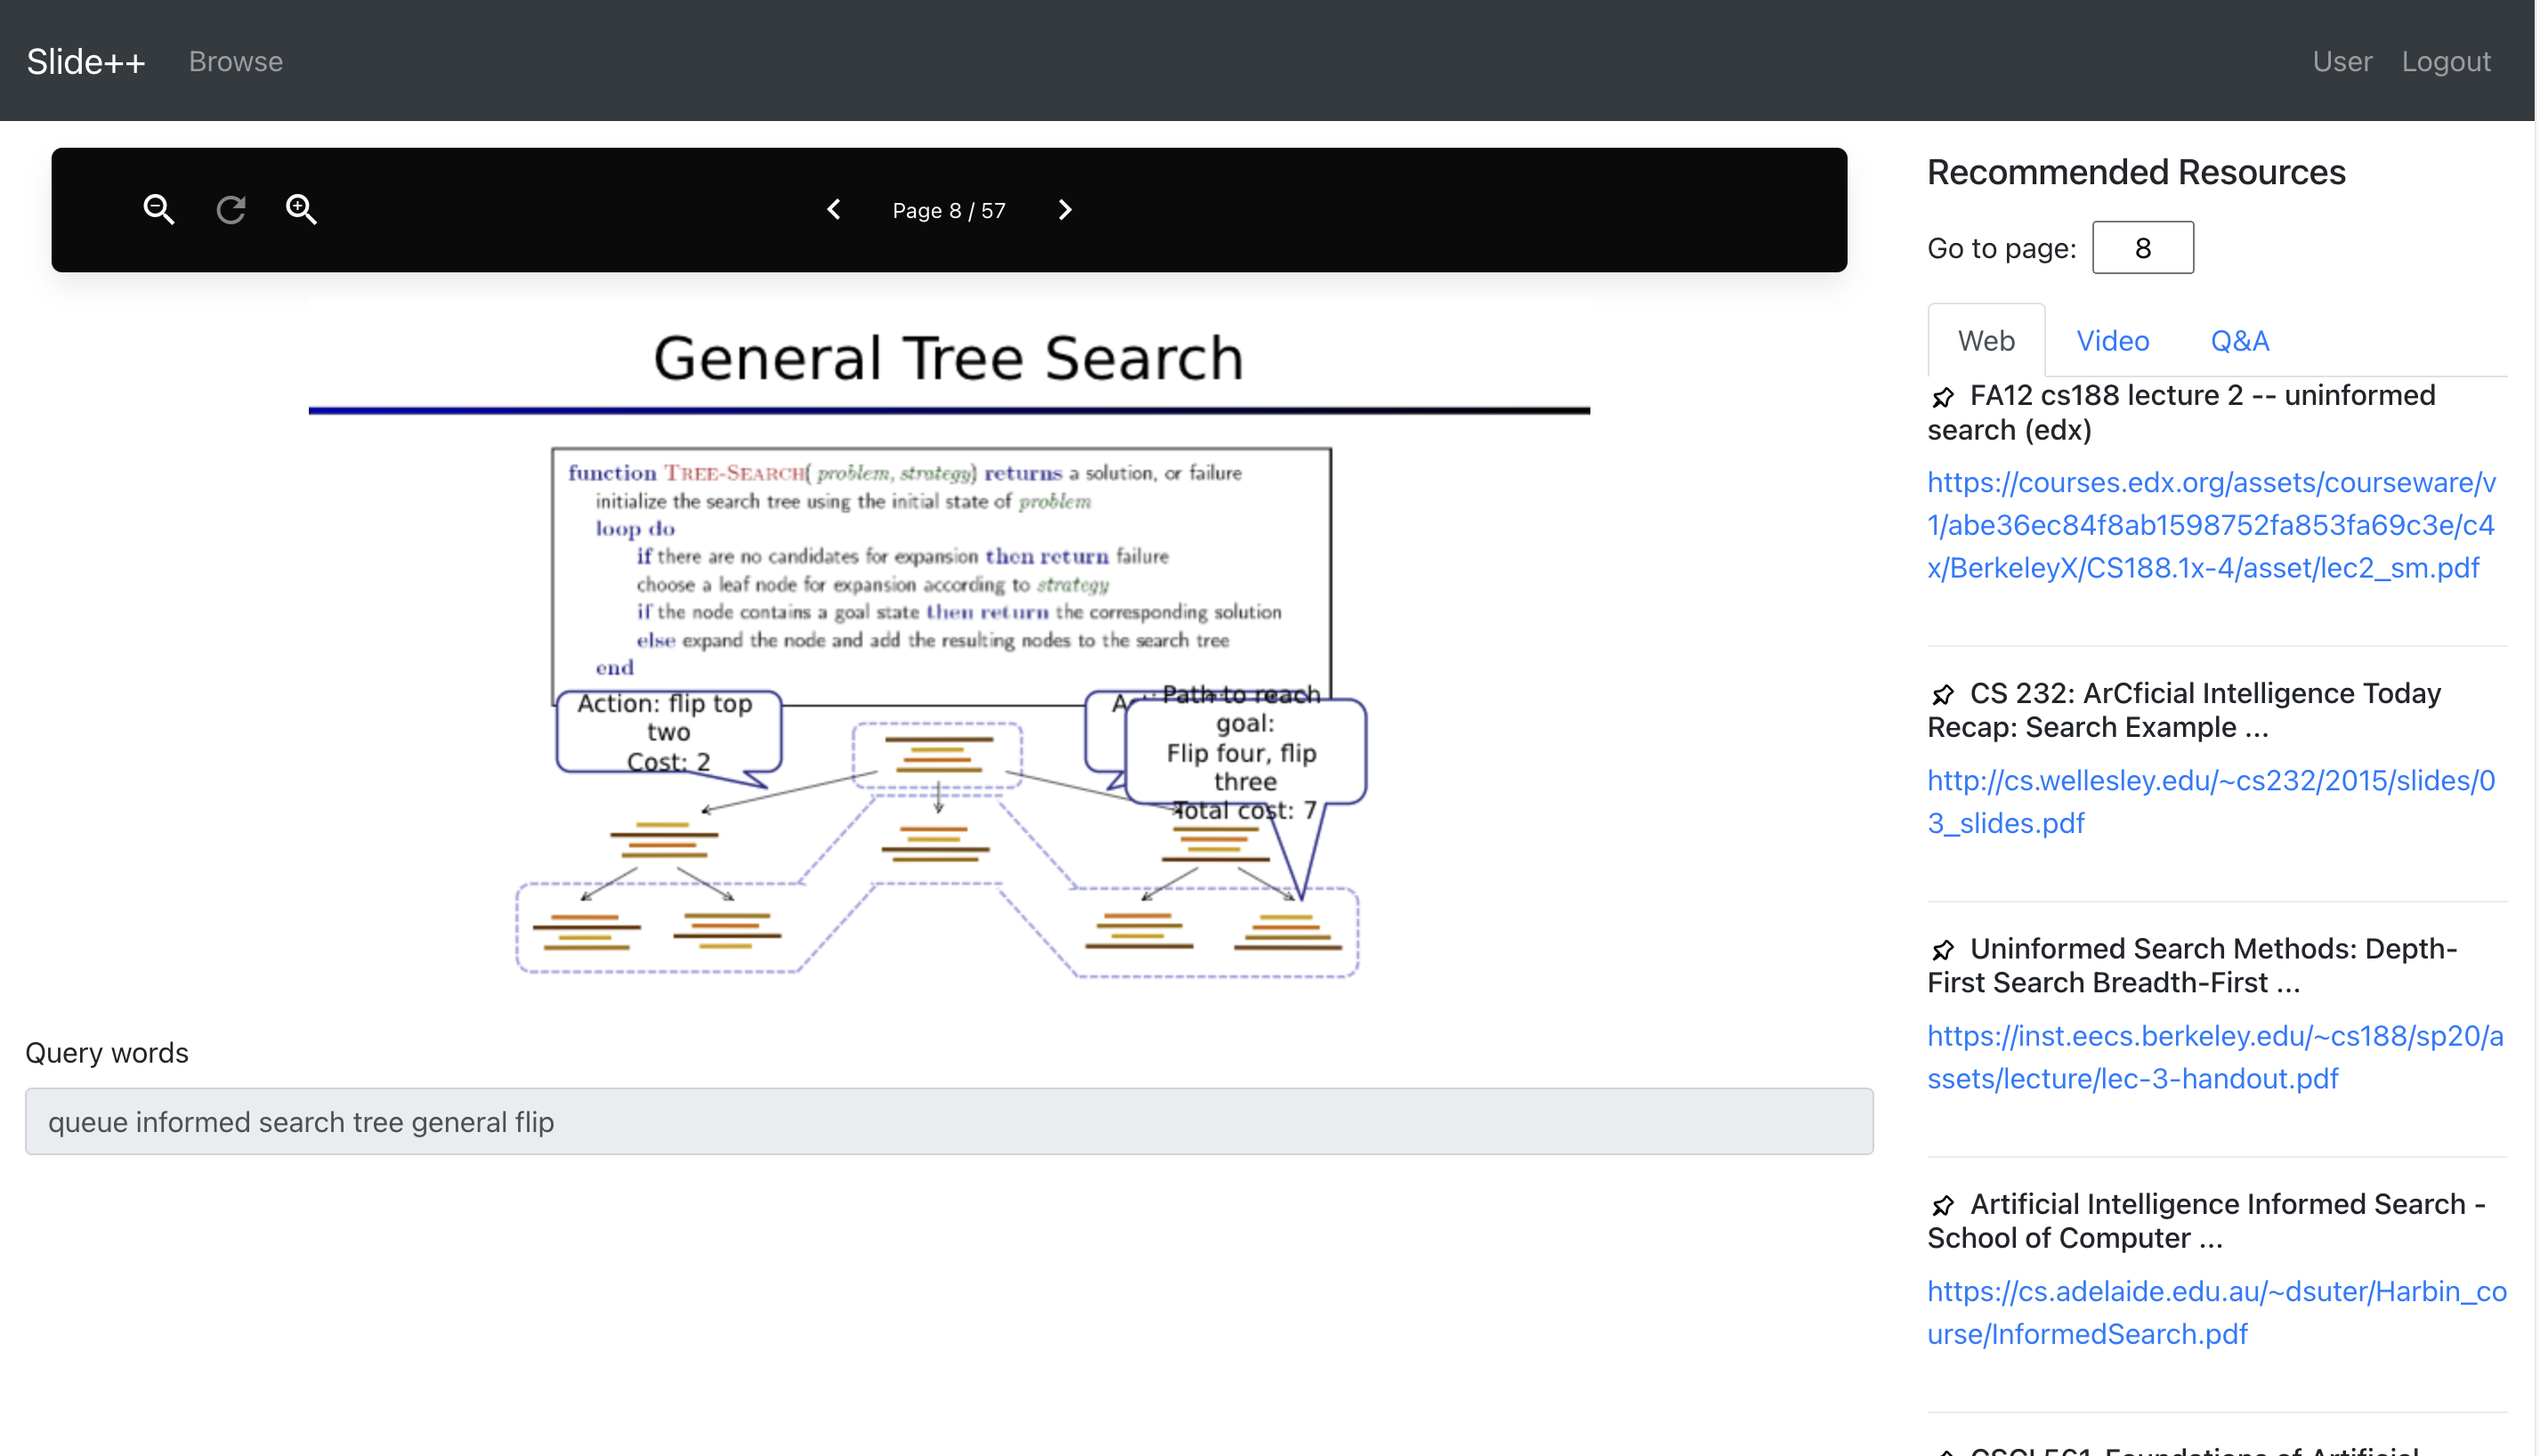 Slide++ Browse User Logout
Page 8 / 57
General Tree Search
function TREE-SEARCH( problem, strategy) returns a solution, or failure
initialize the search tree using the initial state of problem
loop do
if there are no candidates for expansion then return failure
choose a leaf node for expansion according to strategy
if the node contains a goal state then return the corresponding solution
else expand the node and add the resulting nodes to the search tree
end
Action: flip top
two
Cost: 2
Path to reach
goal:
Flip four, flip
three
Total cost: 7
Query words
queue informed search tree general flip
Recommended Resources
Go to page: 8
Web Video Q&A
FA12 cs188 lecture 2 -- uninformed
search (edx)
https://courses.edx.org/assets/courseware/v
1/abe36ec84f8ab1598752fa853fa69c3e/c4
x/BerkeleyX/CS188.1x-4/asset/lec2_sm.pdf
CS 232: ArCficial Intelligence Today
Recap: Search Example ...
http://cs.wellesley.edu/~cs232/2015/slides/0
3_slides.pdf
Uninformed Search Methods: Depth-
First Search Breadth-First ...
https://inst.eecs.berkeley.edu/~cs188/sp20/a
ssets/lecture/lec-3-handout.pdf
Artificial Intelligence Informed Search -
School of Computer ...
https://cs.adelaide.edu.au/~dsuter/Harbin_co
urse/InformedSearch.pdf